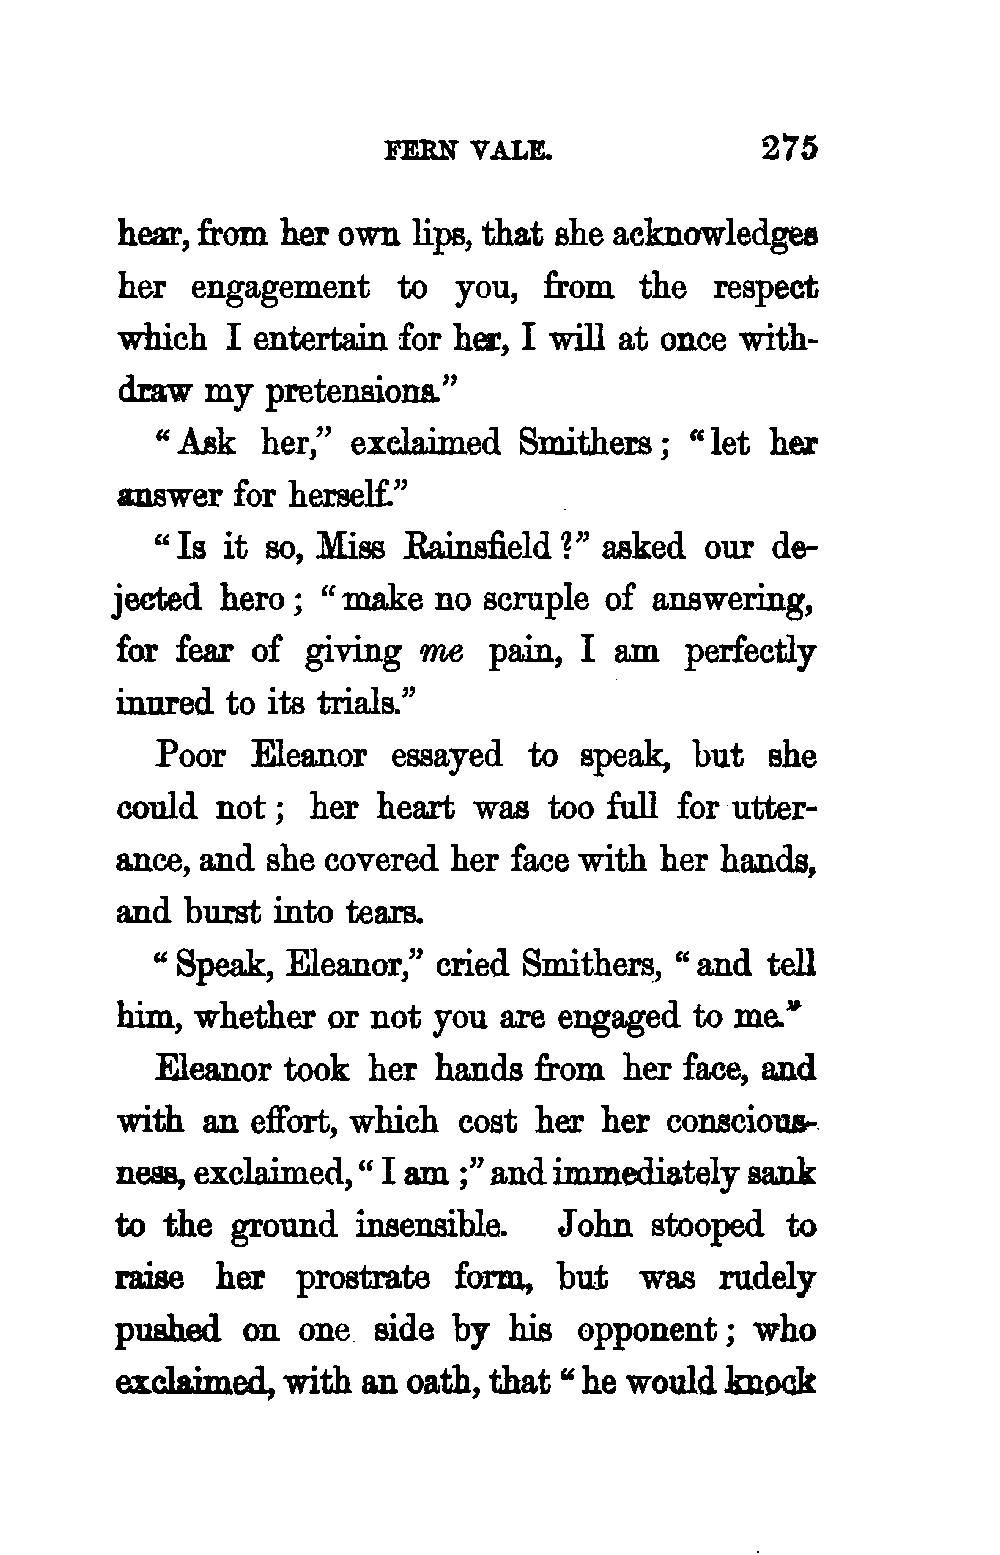 FERN VALE. 275
hear, from her own lips, that she acknowledges
her engagement to you, from the respect
which I entertain for her, I will at once with-
draw my pretensions."
"Ask her," exclaimed Smithers; "let her
answer for herself."
"Is it so, Miss Rainsfield?" asked our de-
jected hero; "make no scruple of answering,
for fear of giving me pain, I am perfectly
inured to its trials."
Poor Eleanor essayed to speak, but she
could not; her heart was too full for utter-
ance, and she covered her face with her hands,
and burst into tears.
"Speak, Eleanor," cried Smithers, "and tell
him, whether or not you are engaged to me."
Eleanor took her hands from her face, and
with an effort, which cost her her conscious-
ness, exclaimed, "I am;" and immediately sank
to the ground insensible. John stooped to
raise her prostrate form, but was rudely
pushed on one side by his opponent; who
exclaimed, with an oath, that "he would knock